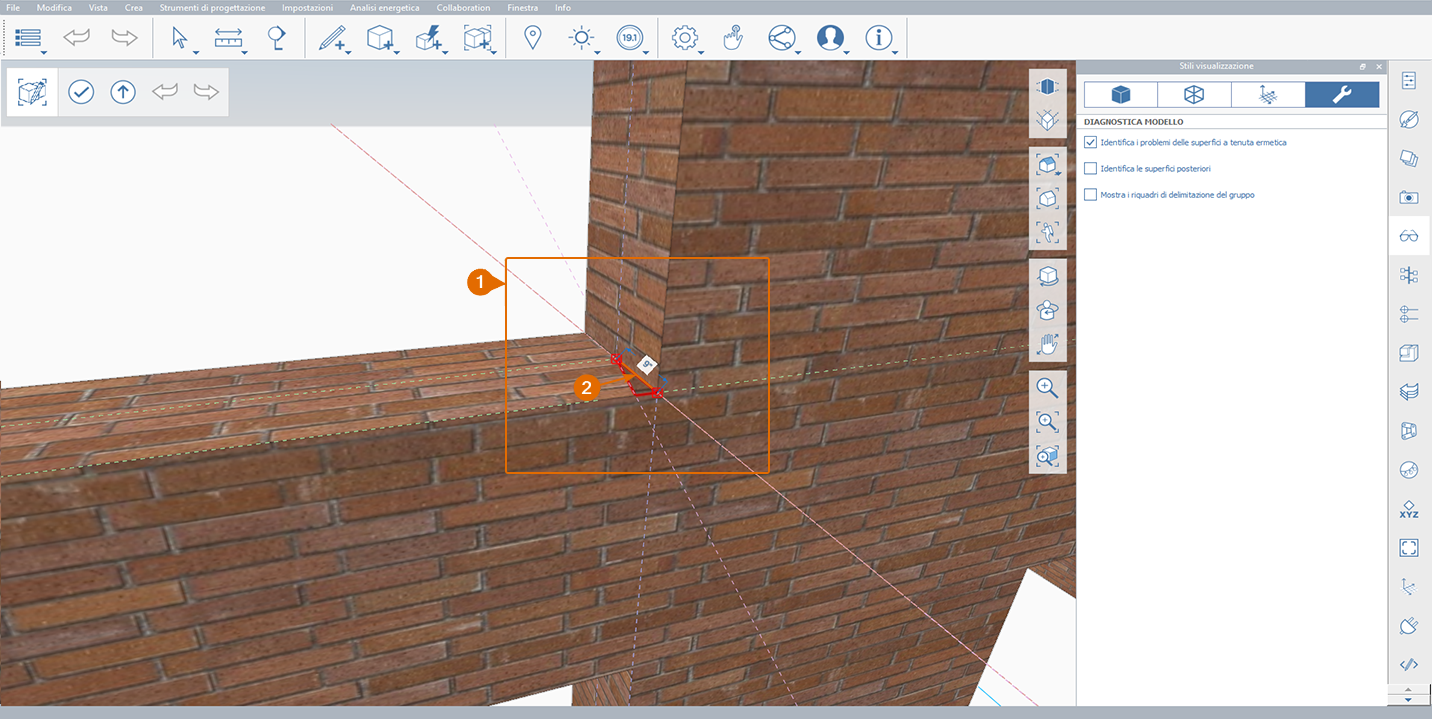 File Modifica Vista Crea Strumenti di progettazione Impostazioni Analisi energetica Collaboration Finestra Info
19.1
Stili visualizzazione
DIAGNOSTICA MODELLO
Identifica i problemi delle superfici a tenuta ermetica
Identifica le superfici posteriori
Mostra i riquadri di delimitazione del gruppo
1
2
9"
XYZ